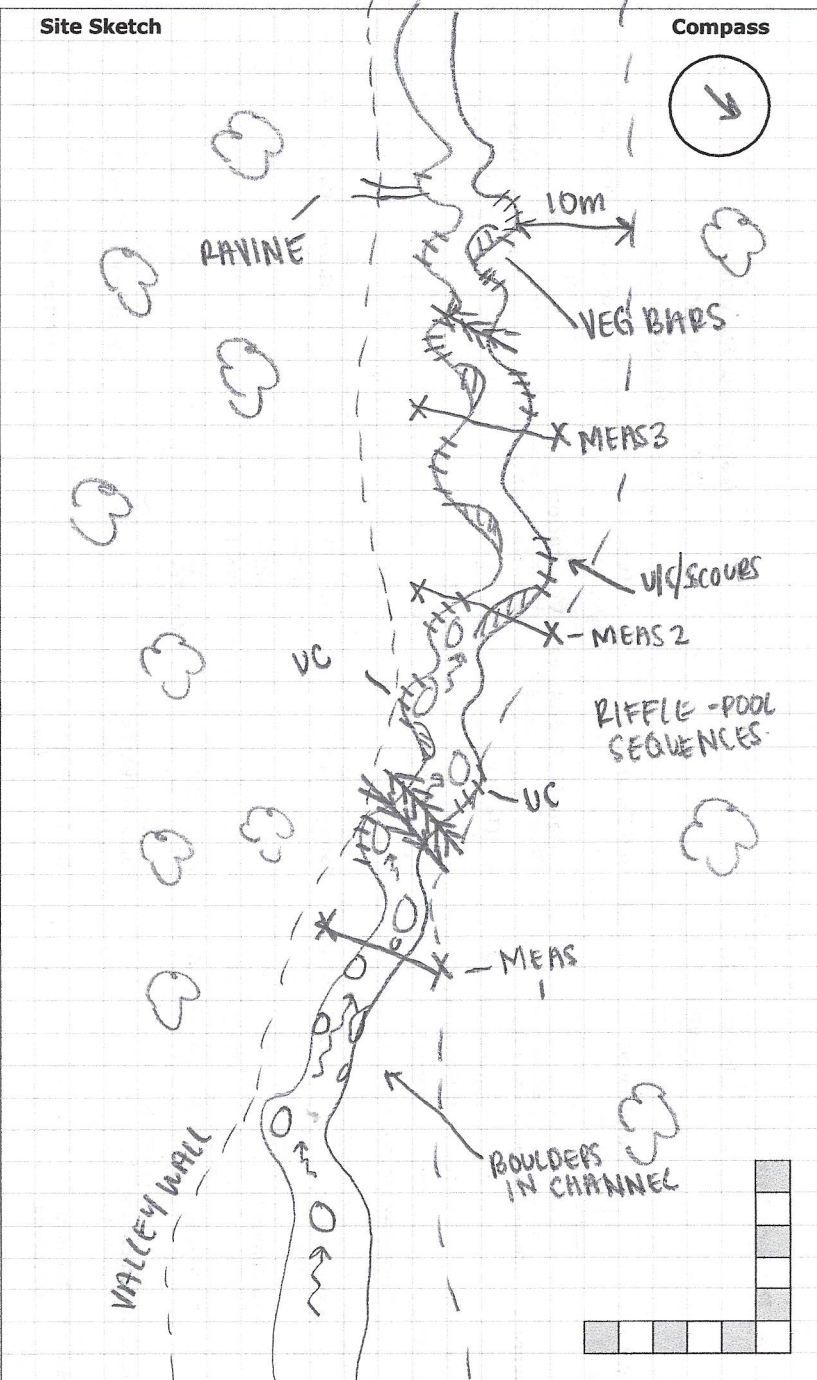 Site Sketch
Compass
10m
RAVINE
VEG BARS
MEAS3
U/C/SCOURS
MEAS 2
UC
RIFFLE-POOL
SEQUENCES
UC
MEAS
1
BOULDERS
IN CHANNEL
VALLEY WALL